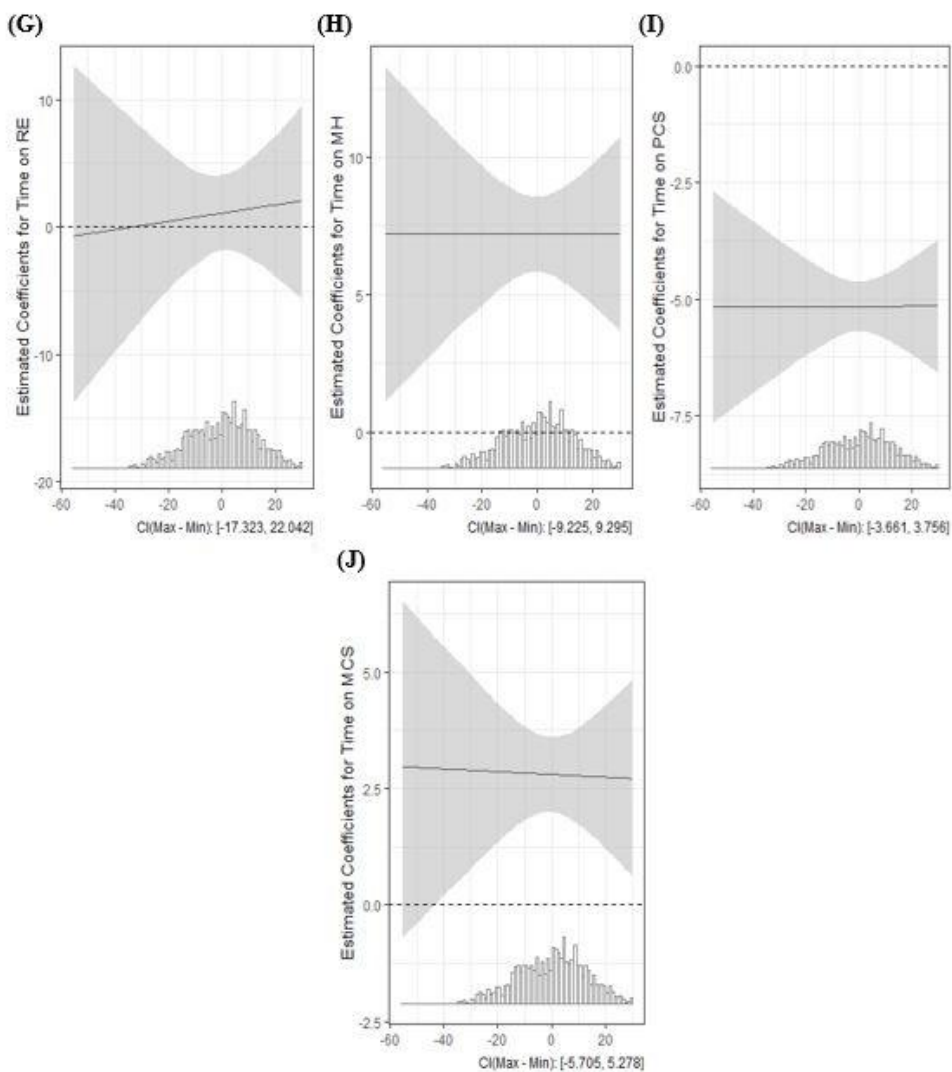 (G)
Estimated Coefficients for Time on RE
10
0
-10
-20
-60 -40 -20 0 20
CI(Max - Min): [-17.323, 22.042]
(H)
Estimated Coefficients for Time on MH
10
5
0
-60 -40 -20 0 20
CI(Max - Min): [-9.225, 9.295]
(I)
Estimated Coefficients for Time on PCS
0.0
-2.5
-5.0
-7.5
-60 -40 -20 0 20
CI(Max - Min): [-3.661, 3.756]
(J)
Estimated Coefficients for Time on MCS
5.0
2.5
0.0
-2.5
-60 -40 -20 0 20
CI(Max - Min): [-5.705, 5.278]